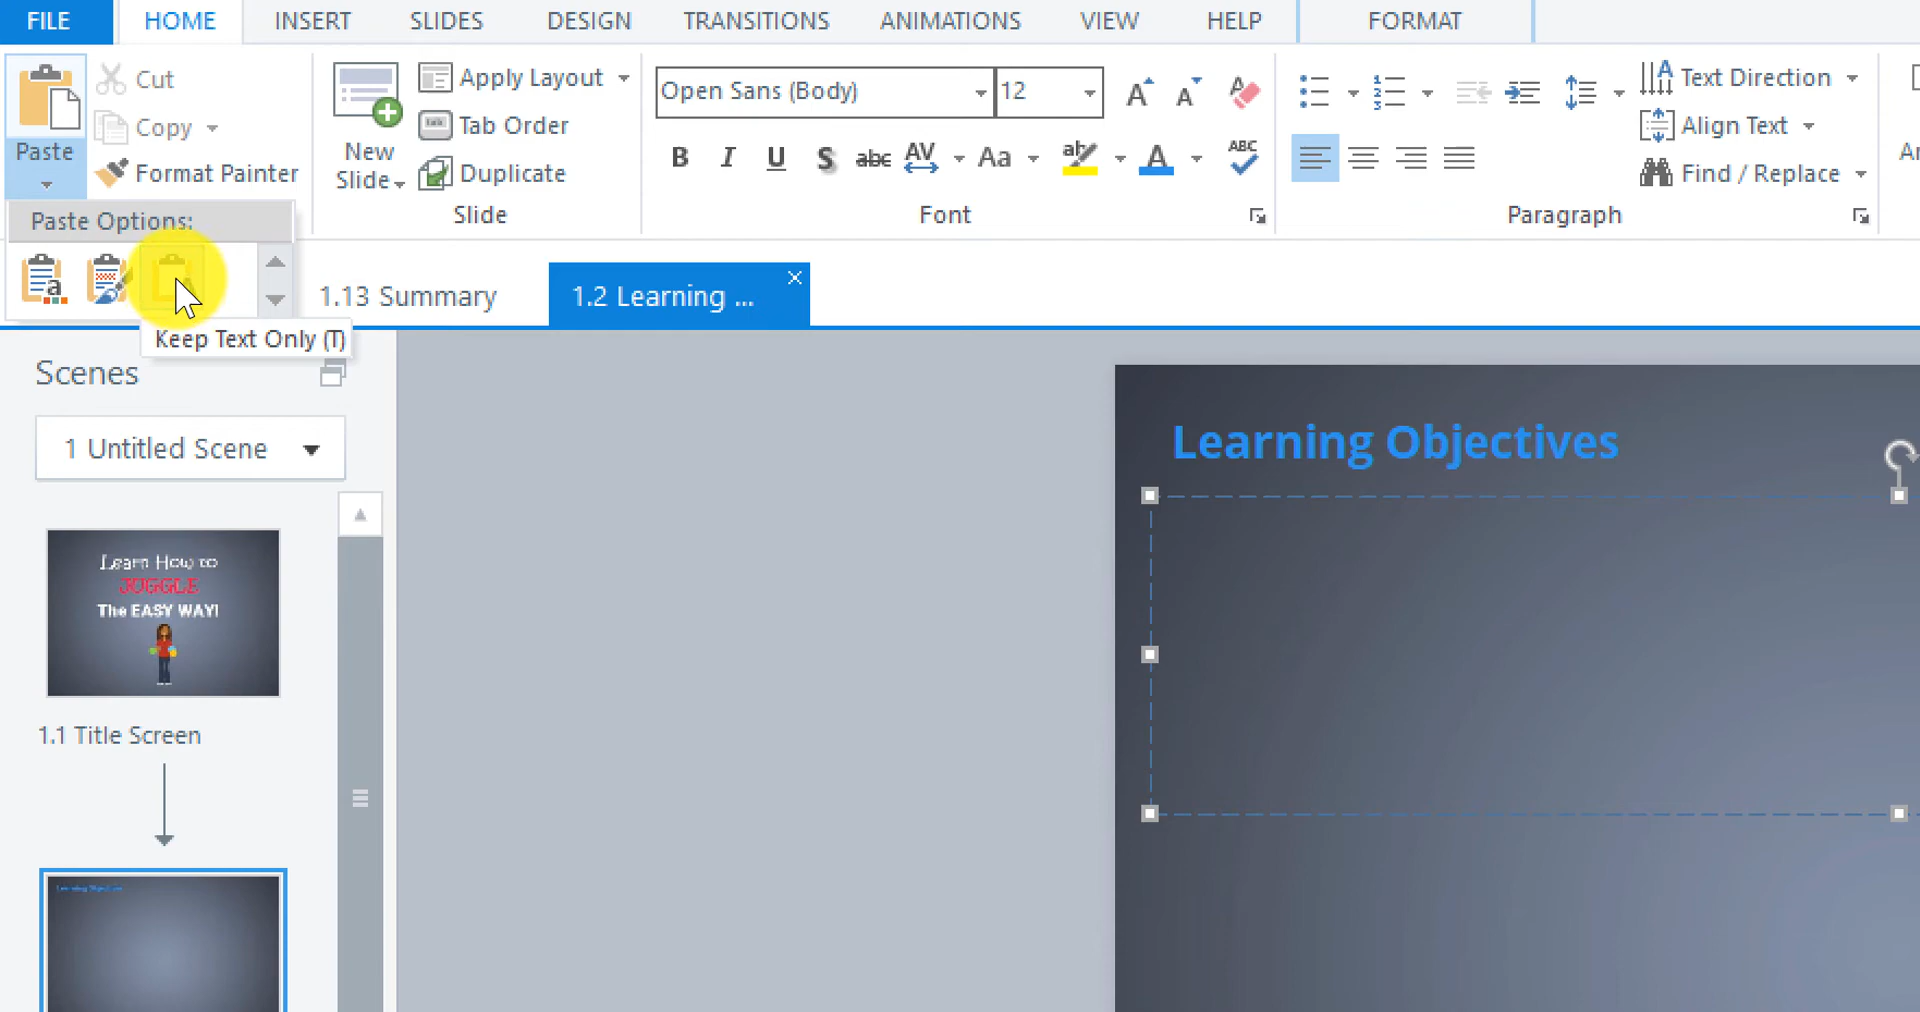 FILE HOME INSERT SLIDES DESIGN TRANSITIONS ANIMATIONS VIEW HELP FORMAT
Paste
Cut
Copy
Format Painter
New
Slide
Apply Layout
Tab Order
Duplicate
Slide
Open Sans (Body) 12
B I U S abc AV Aa ab A ABC
Font
Text Direction
Align Text
Find / Replace
Paragraph
Paste Options:
1.13 Summary
1.2 Learning ...
Keep Text Only (T)
Scenes
1 Untitled Scene
Learn How to
JUGGLE
The EASY WAY!
1.1 Title Screen
Learning Objectives
Learning Objectives